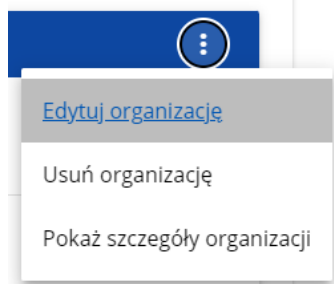 Edytuj organizację
Usuń organizację
Pokaż szczegóły organizacji